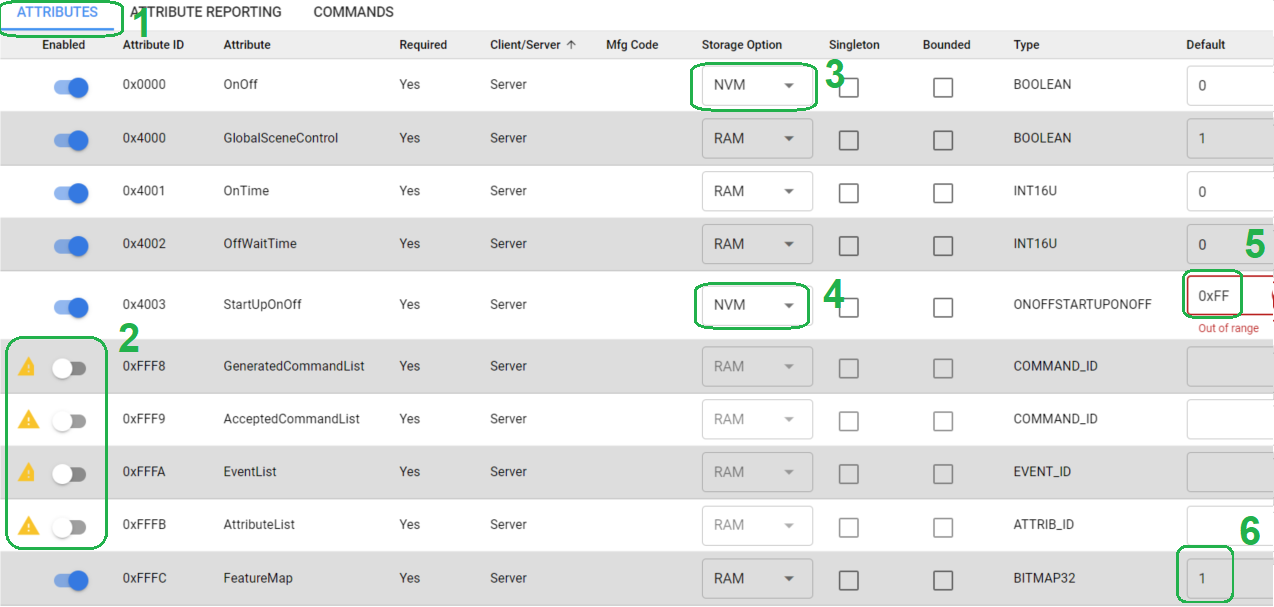 ATTRIBUTES ATTRIBUTE REPORTING COMMANDS
1
Enabled Attribute ID Attribute Required Client/Server ↑ Mfg Code Storage Option Singleton Bounded Type Default
0x0000 OnOff Yes Server NVM 3 BOOLEAN 0
0x4000 GlobalSceneControl Yes Server RAM BOOLEAN 1
0x4001 OnTime Yes Server RAM INT16U 0
0x4002 OffWaitTime Yes Server RAM INT16U 0 5
0x4003 StartUpOnOff Yes Server NVM 4 ONOFFSTARTUPONOFF 0xFF
Out of range
2
0xFFF8 GeneratedCommandList Yes Server RAM COMMAND_ID
0xFFF9 AcceptedCommandList Yes Server RAM COMMAND_ID
0xFFFA EventList Yes Server RAM EVENT_ID
0xFFFB AttributeList Yes Server RAM ATTRIB_ID 6
0xFFFC FeatureMap Yes Server RAM BITMAP32 1